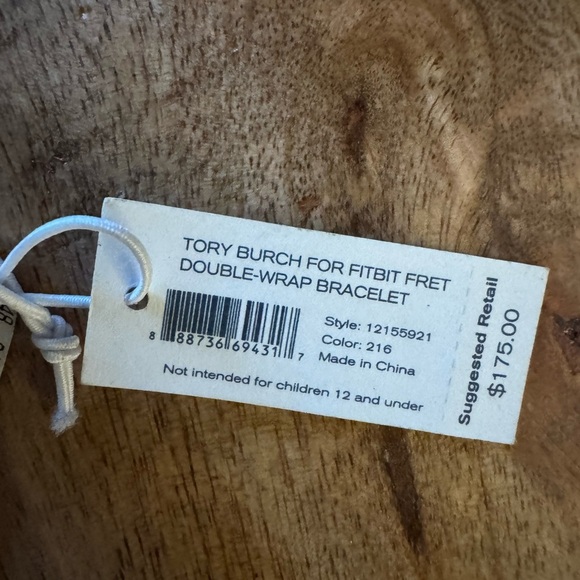 TORY BURCH FOR FITBIT FRET
DOUBLE-WRAP BRACELET
8 88736 69431 7
Style: 12155921
Color: 216
Made in China
Not intended for children 12 and under
Suggested Retail
$175.00